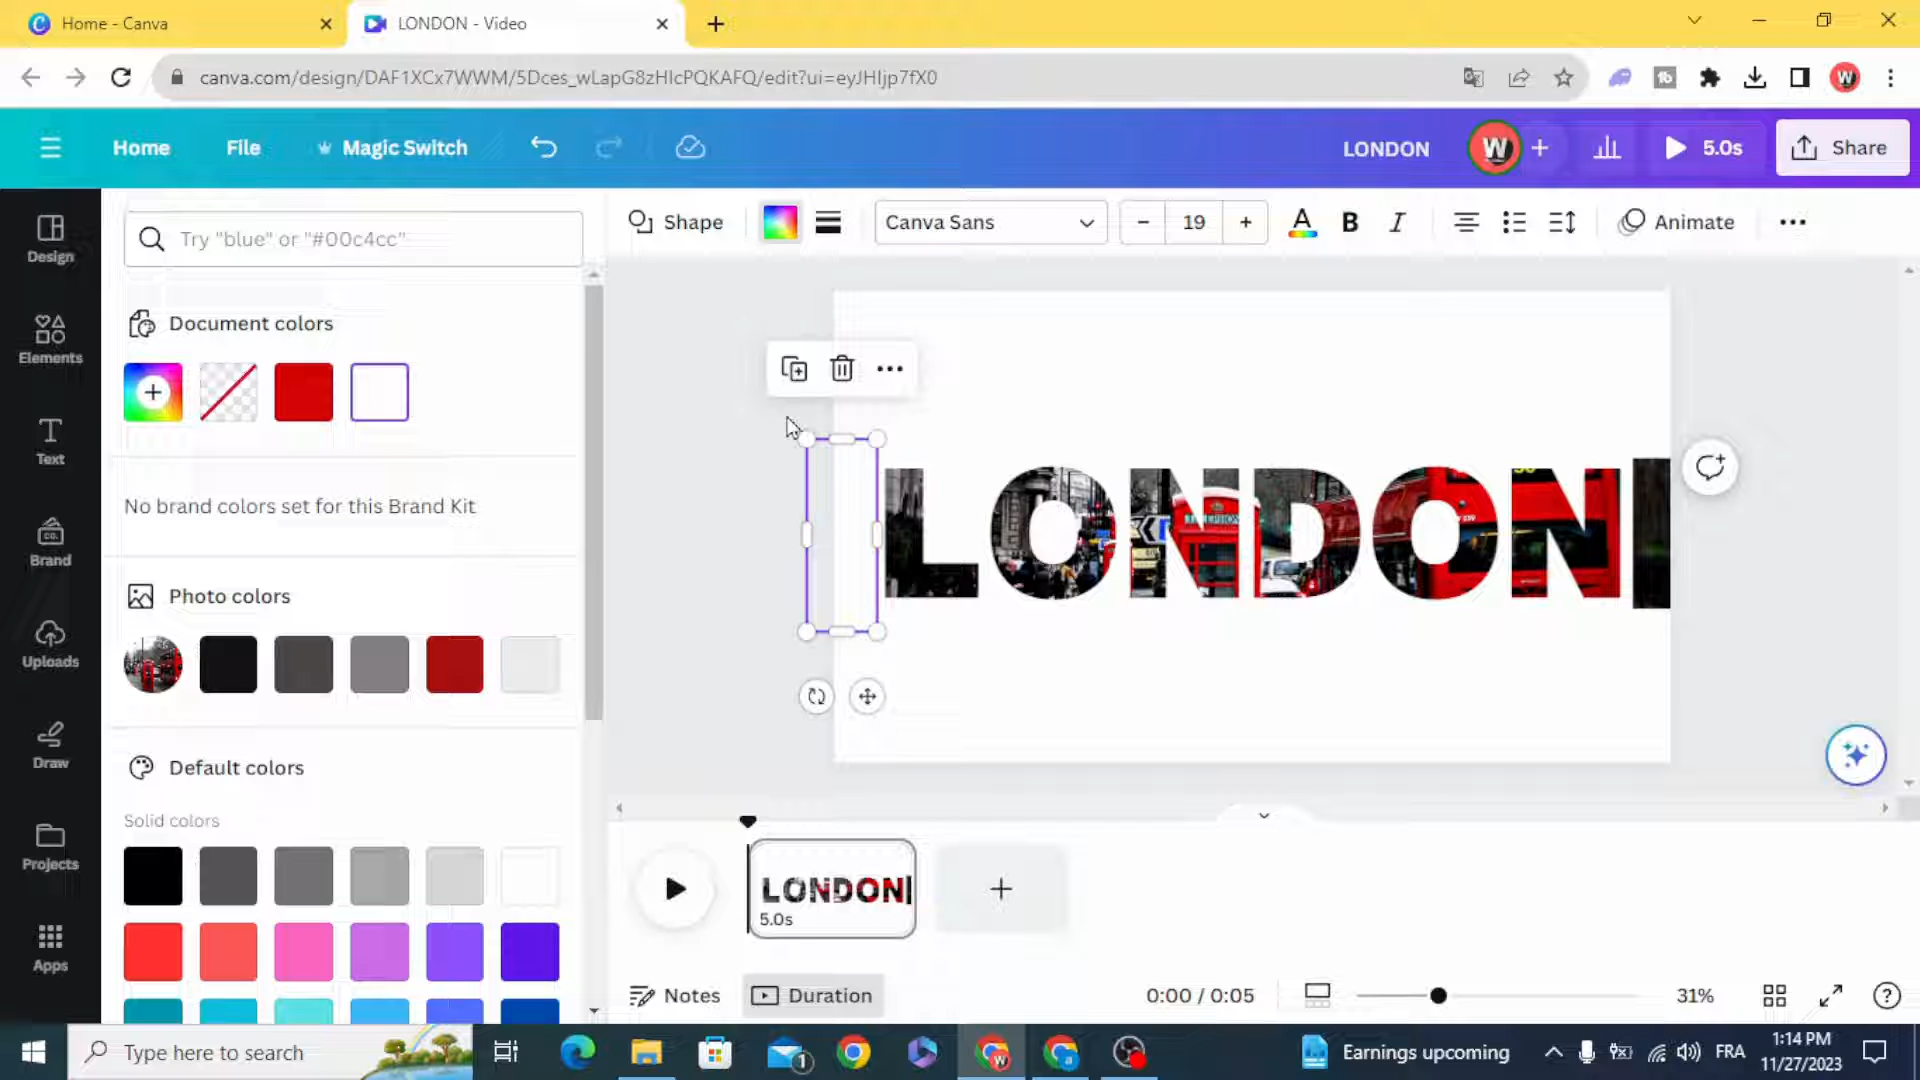 Home - Canva
LONDON - Video
canva.com/design/DAF1XCx7WWM/5Dces_wLapG8zHIcPQKAFQ/edit?ui=eyJHIjp7fX0
Home File Magic Switch LONDON W 5.0s Share
Shape Canva Sans 19 A B I Animate
Design
Elements
Text
Brand
Uploads
Draw
Projects
Apps
Try "blue" or "#00c4cc"
Document colors
No brand colors set for this Brand Kit
Photo colors
Default colors
Solid colors
LONDON
LONDON
5.0s
Notes Duration 0:00 / 0:05 31%
Type here to search
Earnings upcoming
FRA
1:14 PM
11/27/2023